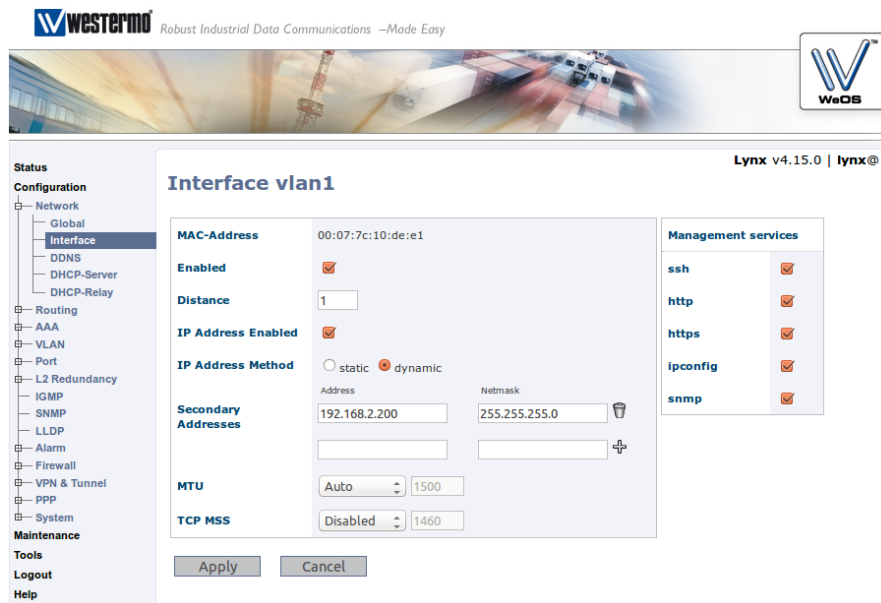 Westermo Robust Industrial Data Communications –Made Easy
WeOS
Lynx v4.15.0 | lynx@
Status
Configuration
Network
Global
Interface
DDNS
DHCP-Server
DHCP-Relay
Routing
AAA
VLAN
Port
L2 Redundancy
IGMP
SNMP
LLDP
Alarm
Firewall
VPN & Tunnel
PPP
System
Maintenance
Tools
Logout
Help
Interface vlan1
MAC-Address 00:07:7c:10:de:e1
Enabled
Distance 1
IP Address Enabled
IP Address Method static dynamic
Address Netmask
Secondary Addresses 192.168.2.200 255.255.255.0
MTU Auto 1500
TCP MSS Disabled 1460
Apply Cancel
Management services
ssh
http
https
ipconfig
snmp